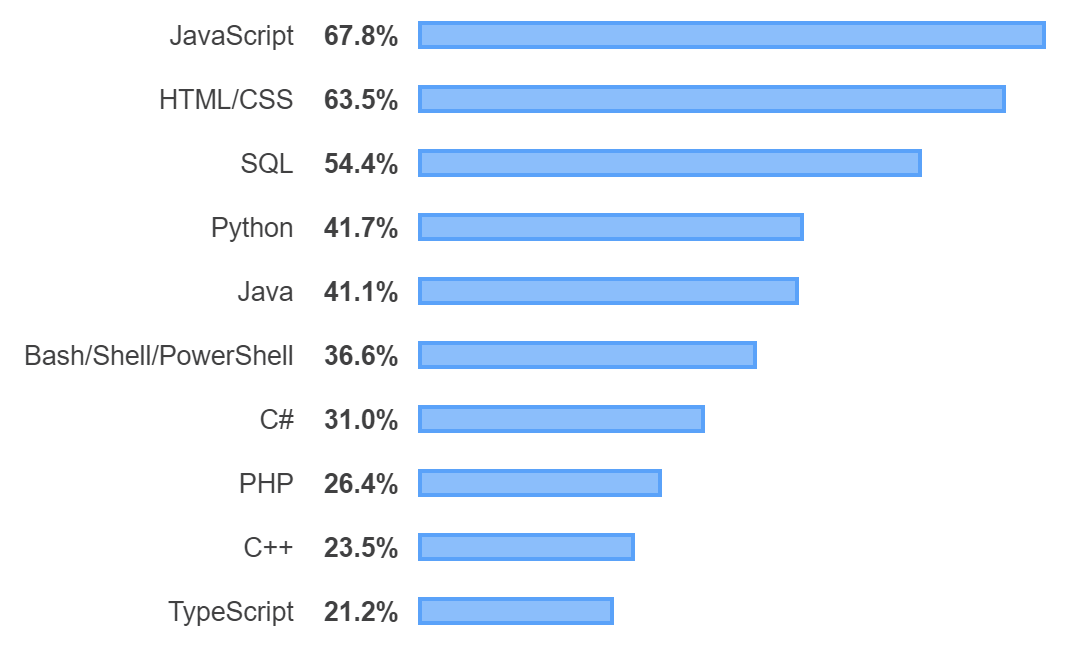 JavaScript 67.8%
HTML/CSS 63.5%
SQL 54.4%
Python 41.7%
Java 41.1%
Bash/Shell/PowerShell 36.6%
C# 31.0%
PHP 26.4%
C++ 23.5%
TypeScript 21.2%